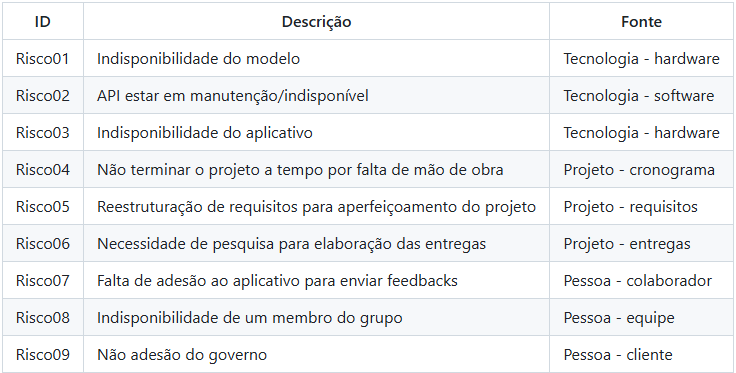 ID Descrição Fonte
Risco01 Indisponibilidade do modelo Tecnologia - hardware
Risco02 API estar em manutenção/indisponível Tecnologia - software
Risco03 Indisponibilidade do aplicativo Tecnologia - hardware
Risco04 Não terminar o projeto a tempo por falta de mão de obra Projeto - cronograma
Risco05 Reestruturação de requisitos para aperfeiçoamento do projeto Projeto - requisitos
Risco06 Necessidade de pesquisa para elaboração das entregas Projeto - entregas
Risco07 Falta de adesão ao aplicativo para enviar feedbacks Pessoa - colaborador
Risco08 Indisponibilidade de um membro do grupo Pessoa - equipe
Risco09 Não adesão do governo Pessoa - cliente